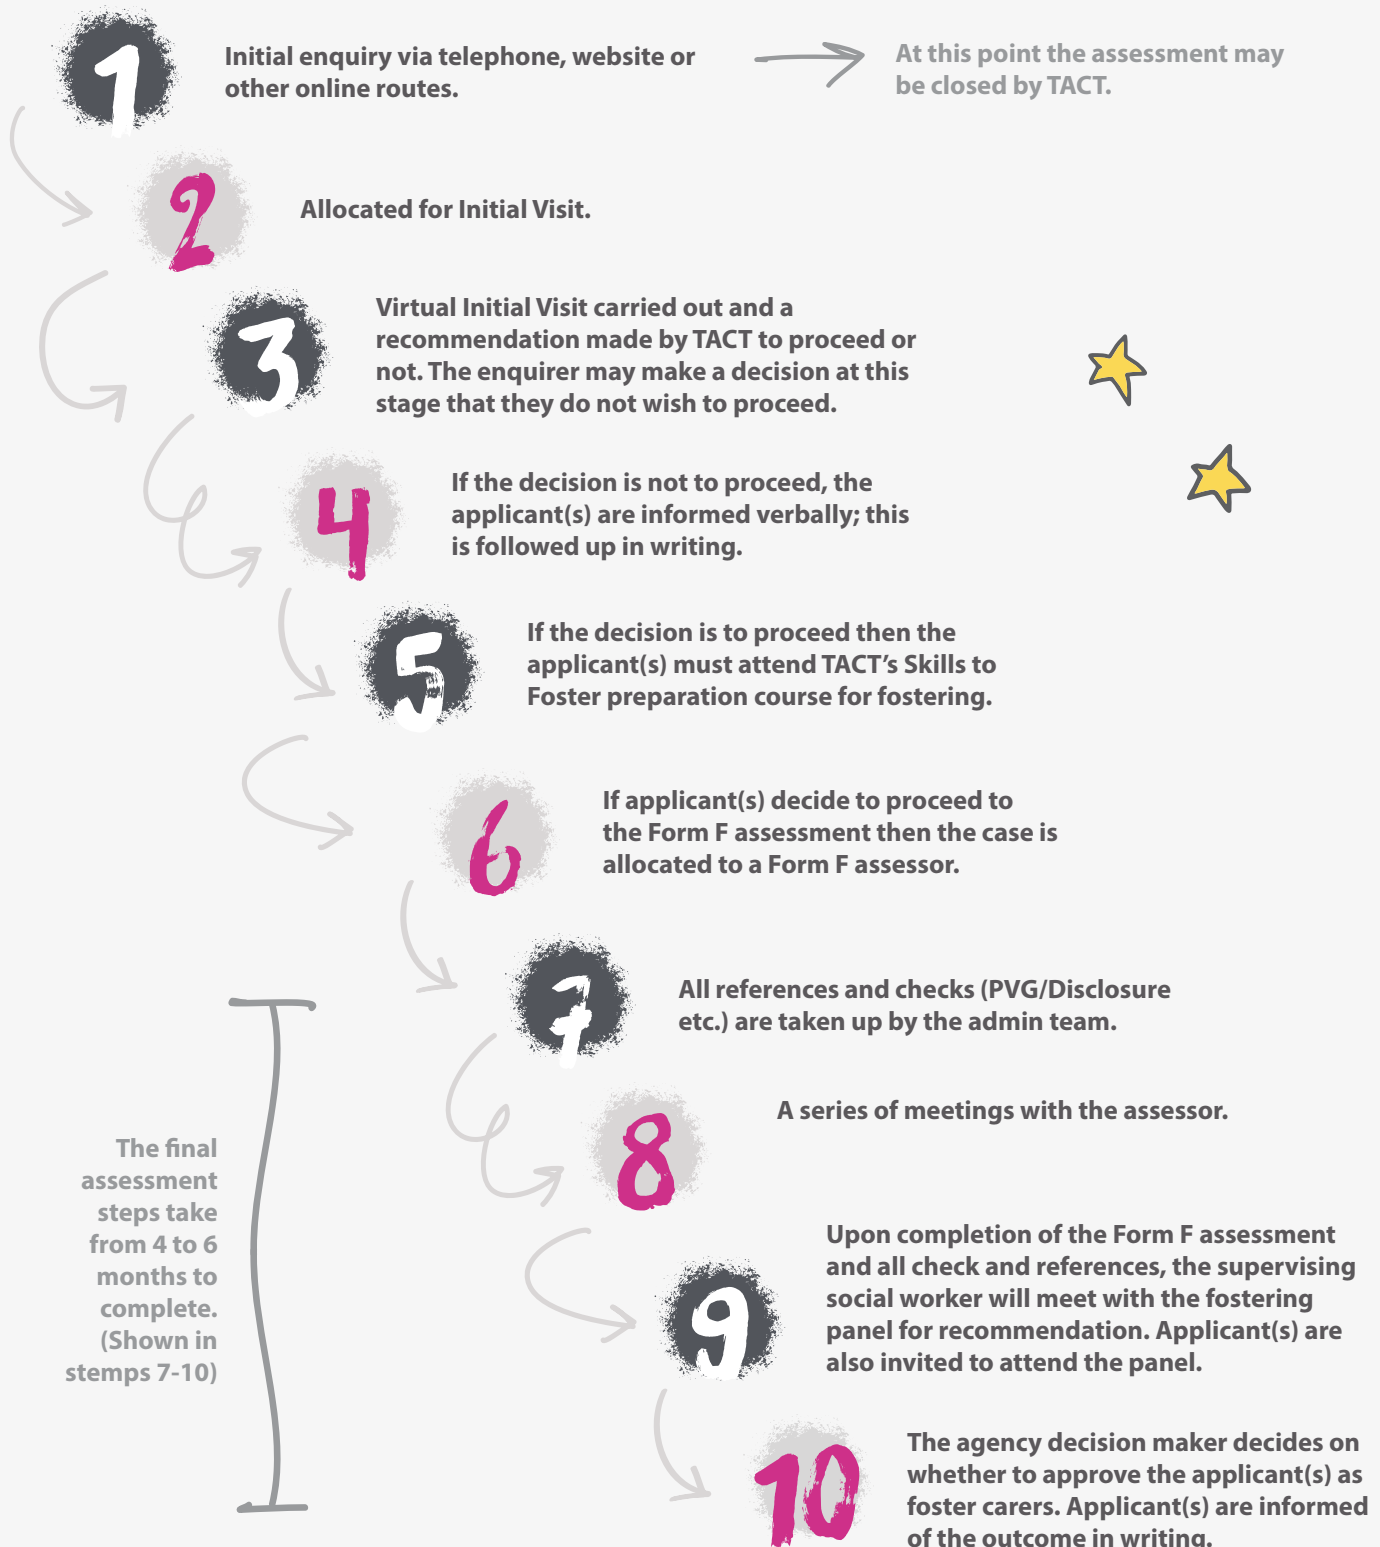 1
Initial enquiry via telephone, website or
other online routes.
At this point the assessment may
be closed by TACT.
2
Allocated for Initial Visit.
3
Virtual Initial Visit carried out and a
recommendation made by TACT to proceed or
not. The enquirer may make a decision at this
stage that they do not wish to proceed.
4
If the decision is not to proceed, the
applicant(s) are informed verbally; this
is followed up in writing.
5
If the decision is to proceed then the
applicant(s) must attend TACT’s Skills to
Foster preparation course for fostering.
6
If applicant(s) decide to proceed to
the Form F assessment then the case is
allocated to a Form F assessor.
7
All references and checks (PVG/Disclosure
etc.) are taken up by the admin team.
8
A series of meetings with the assessor.
The final
assessment
steps take
from 4 to 6
months to
complete.
(Shown in
stemps 7-10)
9
Upon completion of the Form F assessment
and all check and references, the supervising
social worker will meet with the fostering
panel for recommendation. Applicant(s) are
also invited to attend the panel.
10
The agency decision maker decides on
whether to approve the applicant(s) as
foster carers. Applicant(s) are informed
of the outcome in writing.